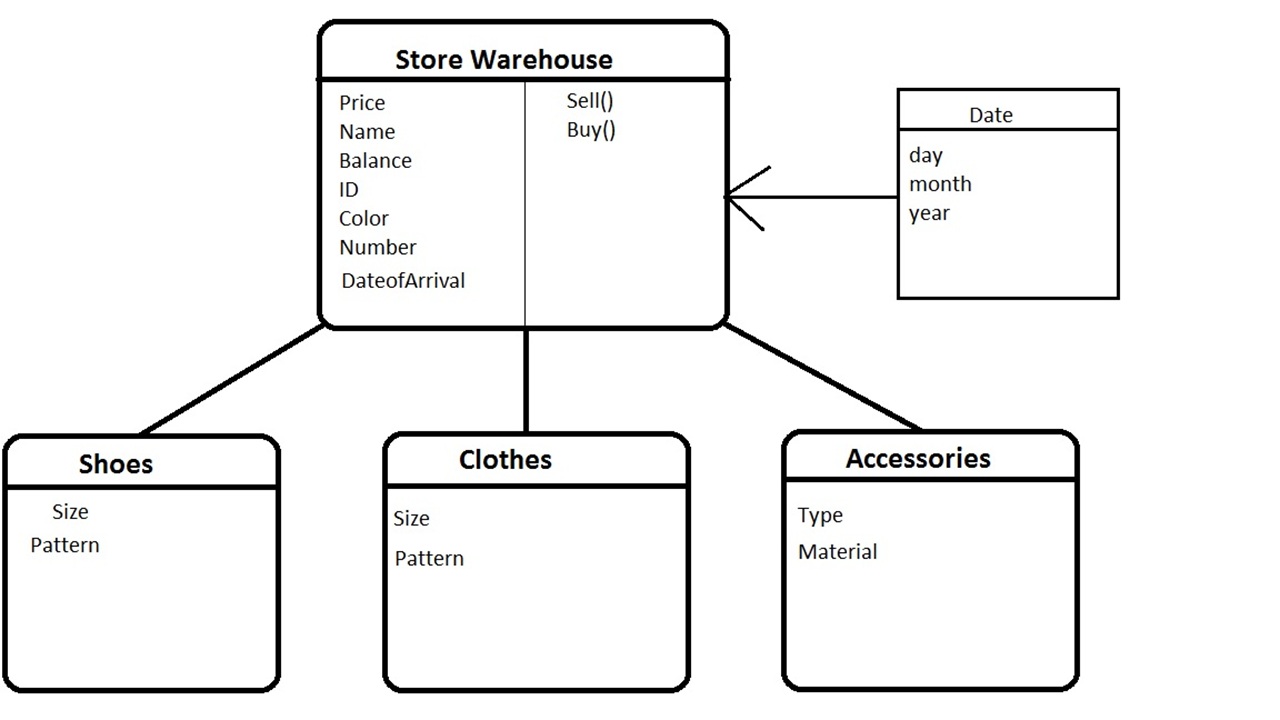 Store Warehouse
Price
Name
Balance
ID
Color
Number
DateofArrival
Sell()
Buy()
Date
day
month
year
Shoes
Size
Pattern
Clothes
Size
Pattern
Accessories
Type
Material